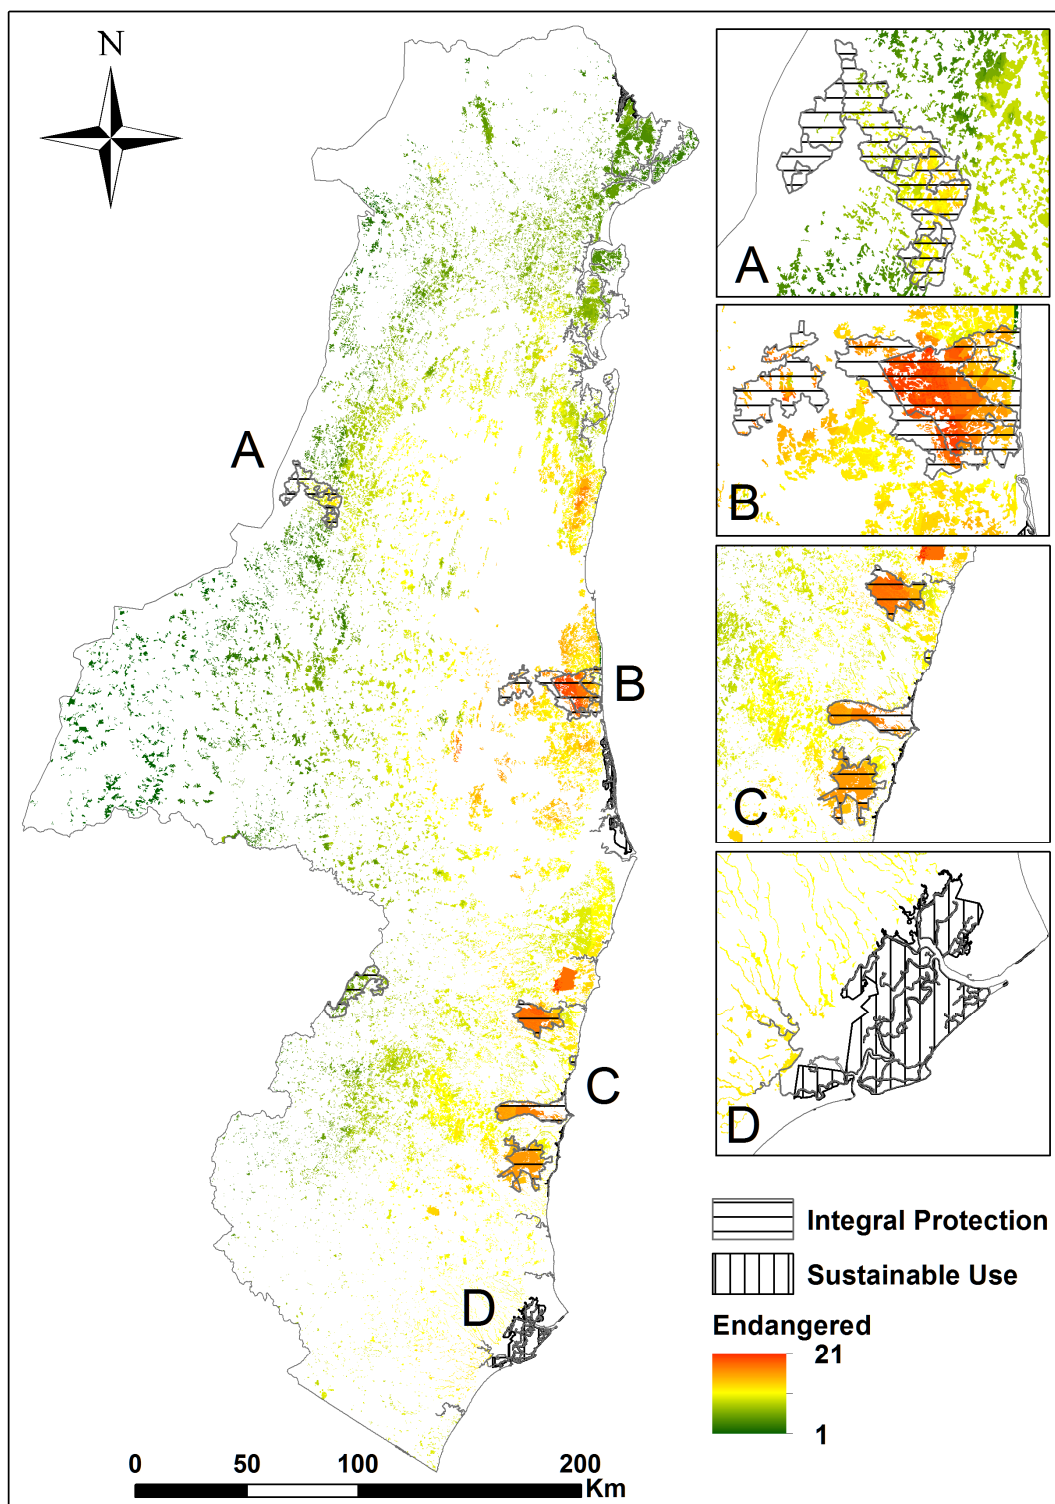 N
A
B
C
D
A
B
C
D
Integral Protection
Sustainable Use
Endangered
21
1
0 50 100 200
Km